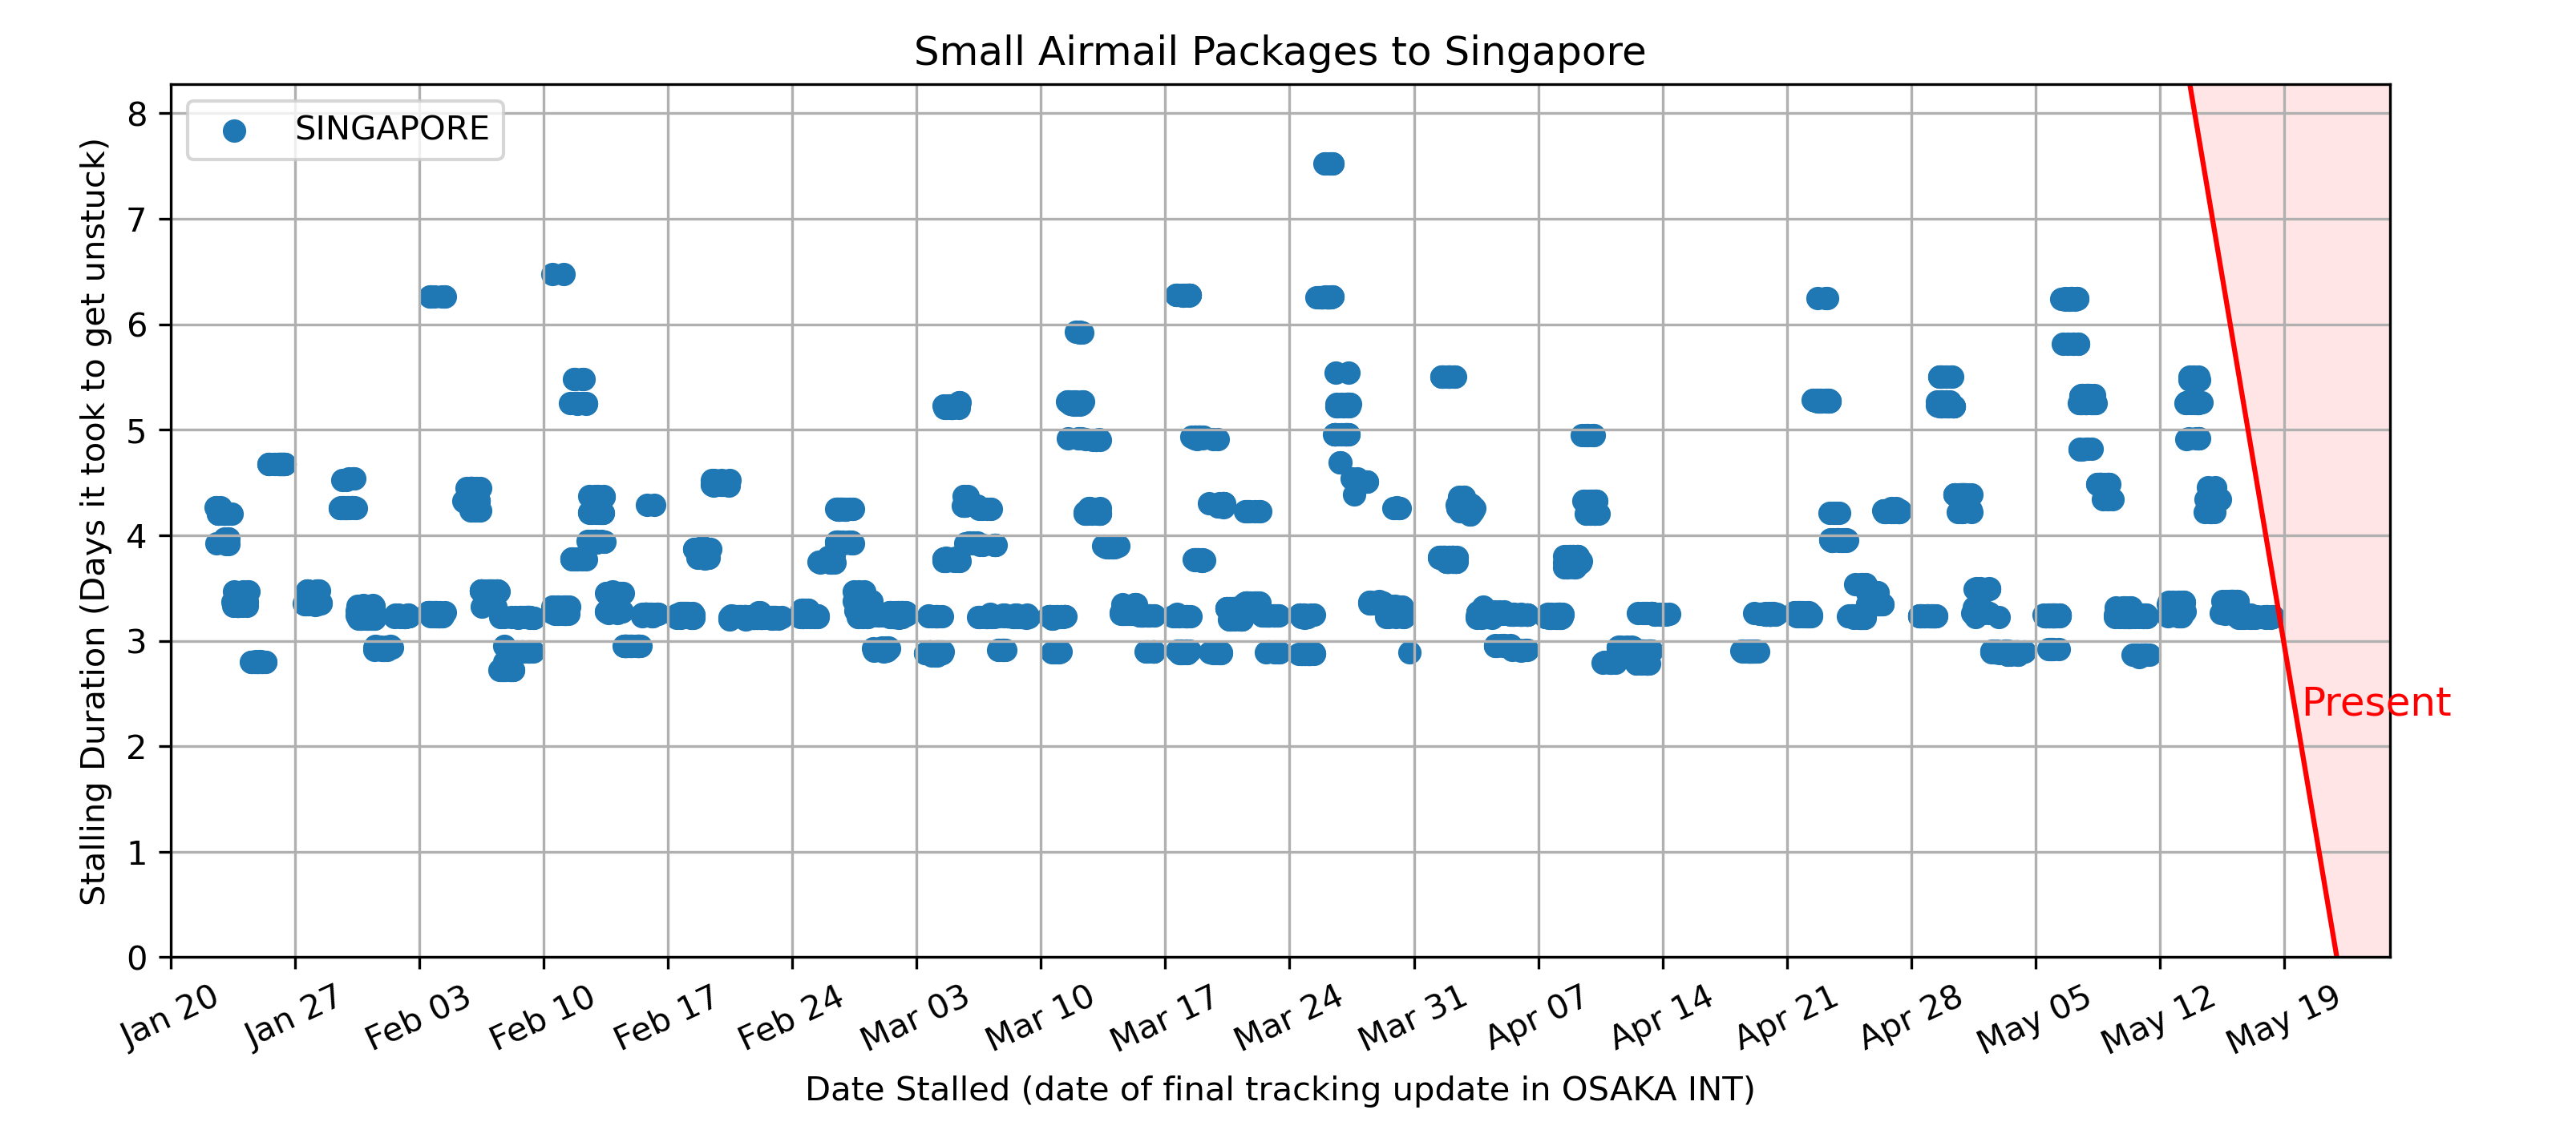 Small Airmail Packages to Singapore
SINGAPORE
Stalling Duration (Days it took to get unstuck)
8
7
6
5
4
3
2
1
0
Present
Jan 20
Jan 27
Feb 03
Feb 10
Feb 17
Feb 24
Mar 03
Mar 10
Mar 17
Mar 24
Mar 31
Apr 07
Apr 14
Apr 21
Apr 28
May 05
May 12
May 19
Date Stalled (date of final tracking update in OSAKA INT)